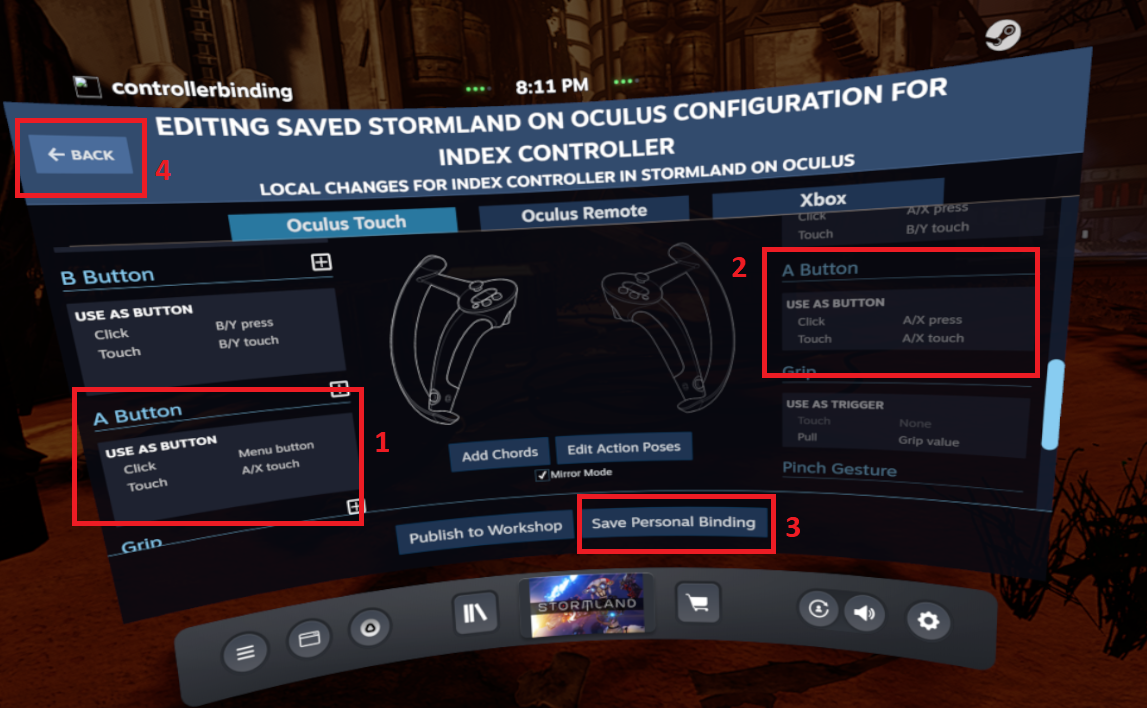 controllerbinding
8:11 PM
← BACK
4
EDITING SAVED STORMLAND ON OCULUS CONFIGURATION FOR
INDEX CONTROLLER
LOCAL CHANGES FOR INDEX CONTROLLER IN STORMLAND ON OCULUS
Oculus Touch
Oculus Remote
Xbox
B Button
USE AS BUTTON
Click B/Y press
Touch B/Y touch
A Button
USE AS BUTTON
Click Menu button
Touch A/X touch
1
Grip
Click A/X press
Touch B/Y touch
2
A Button
USE AS BUTTON
Click A/X press
Touch A/X touch
Grip
USE AS TRIGGER
Touch None
Pull Grip value
Pinch Gesture
Add Chords
Edit Action Poses
Mirror Mode
Publish to Workshop
Save Personal Binding
3
STORMLAND